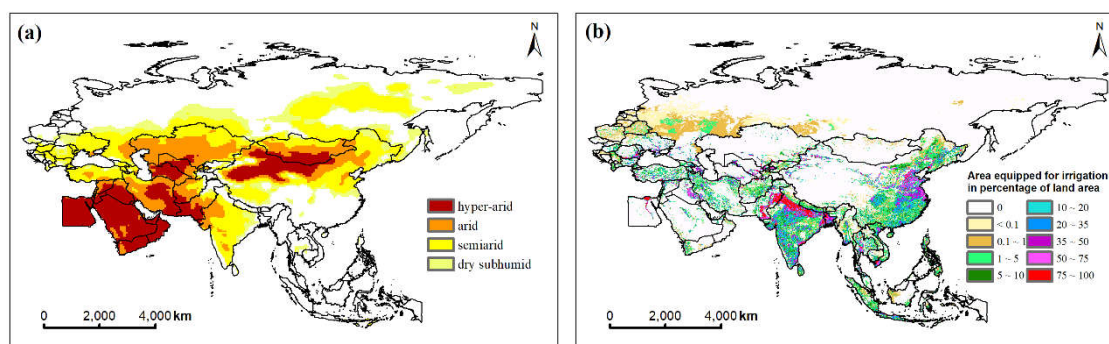 (a)
N
hyper-arid
arid
semiarid
dry subhumid
0 2,000 4,000 km
(b)
N
Area equipped for irrigation
in percentage of land area
0 10 ~ 20
< 0.1 20 ~ 35
0.1 ~ 1 35 ~ 50
1 ~ 5 50 ~ 75
5 ~ 10 75 ~ 100
0 2,000 4,000 km